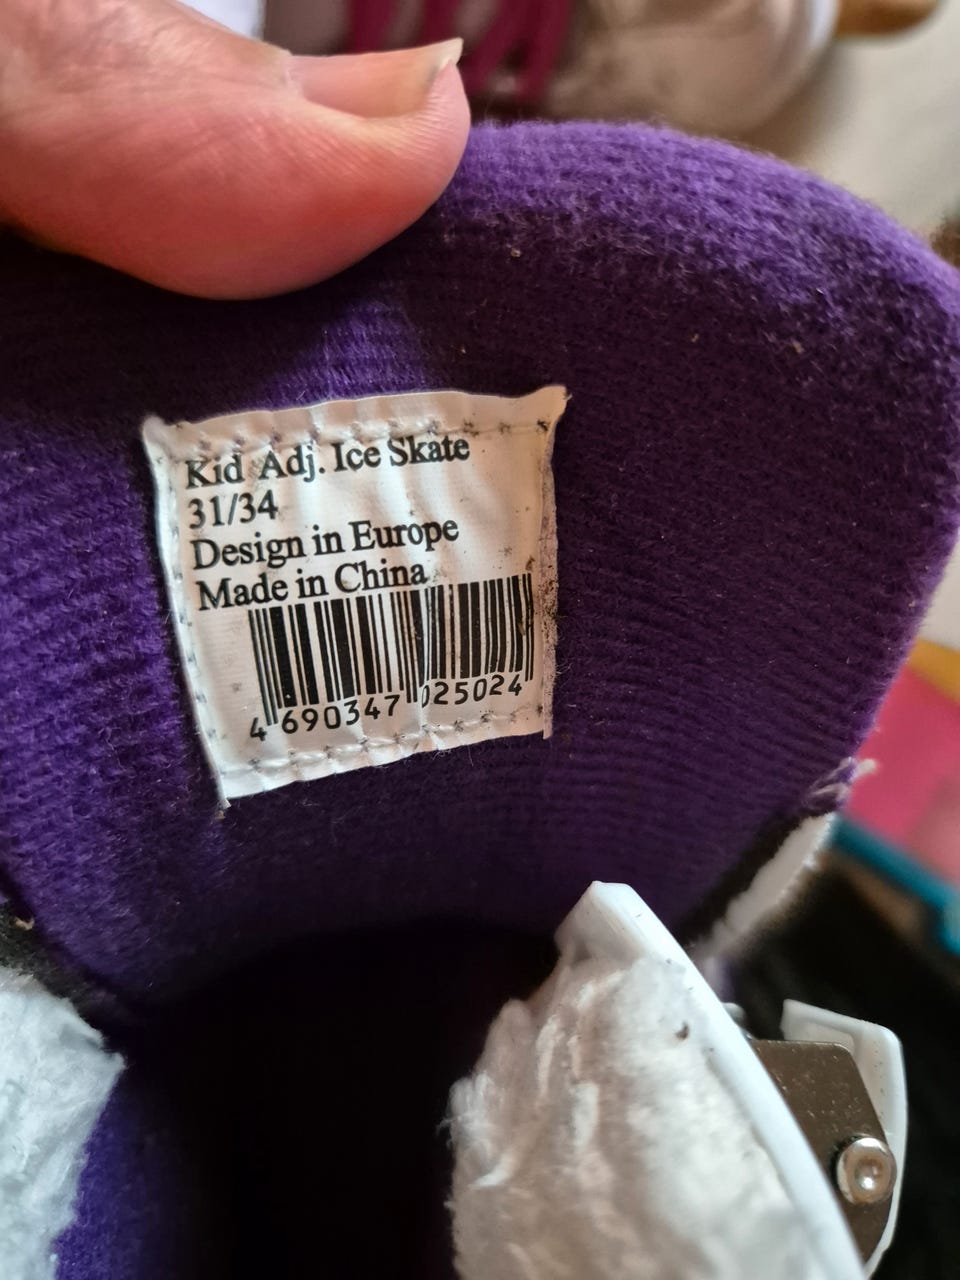 Kid Adj. Ice Skate
31/34
Design in Europe
Made in China
4 690347 025024